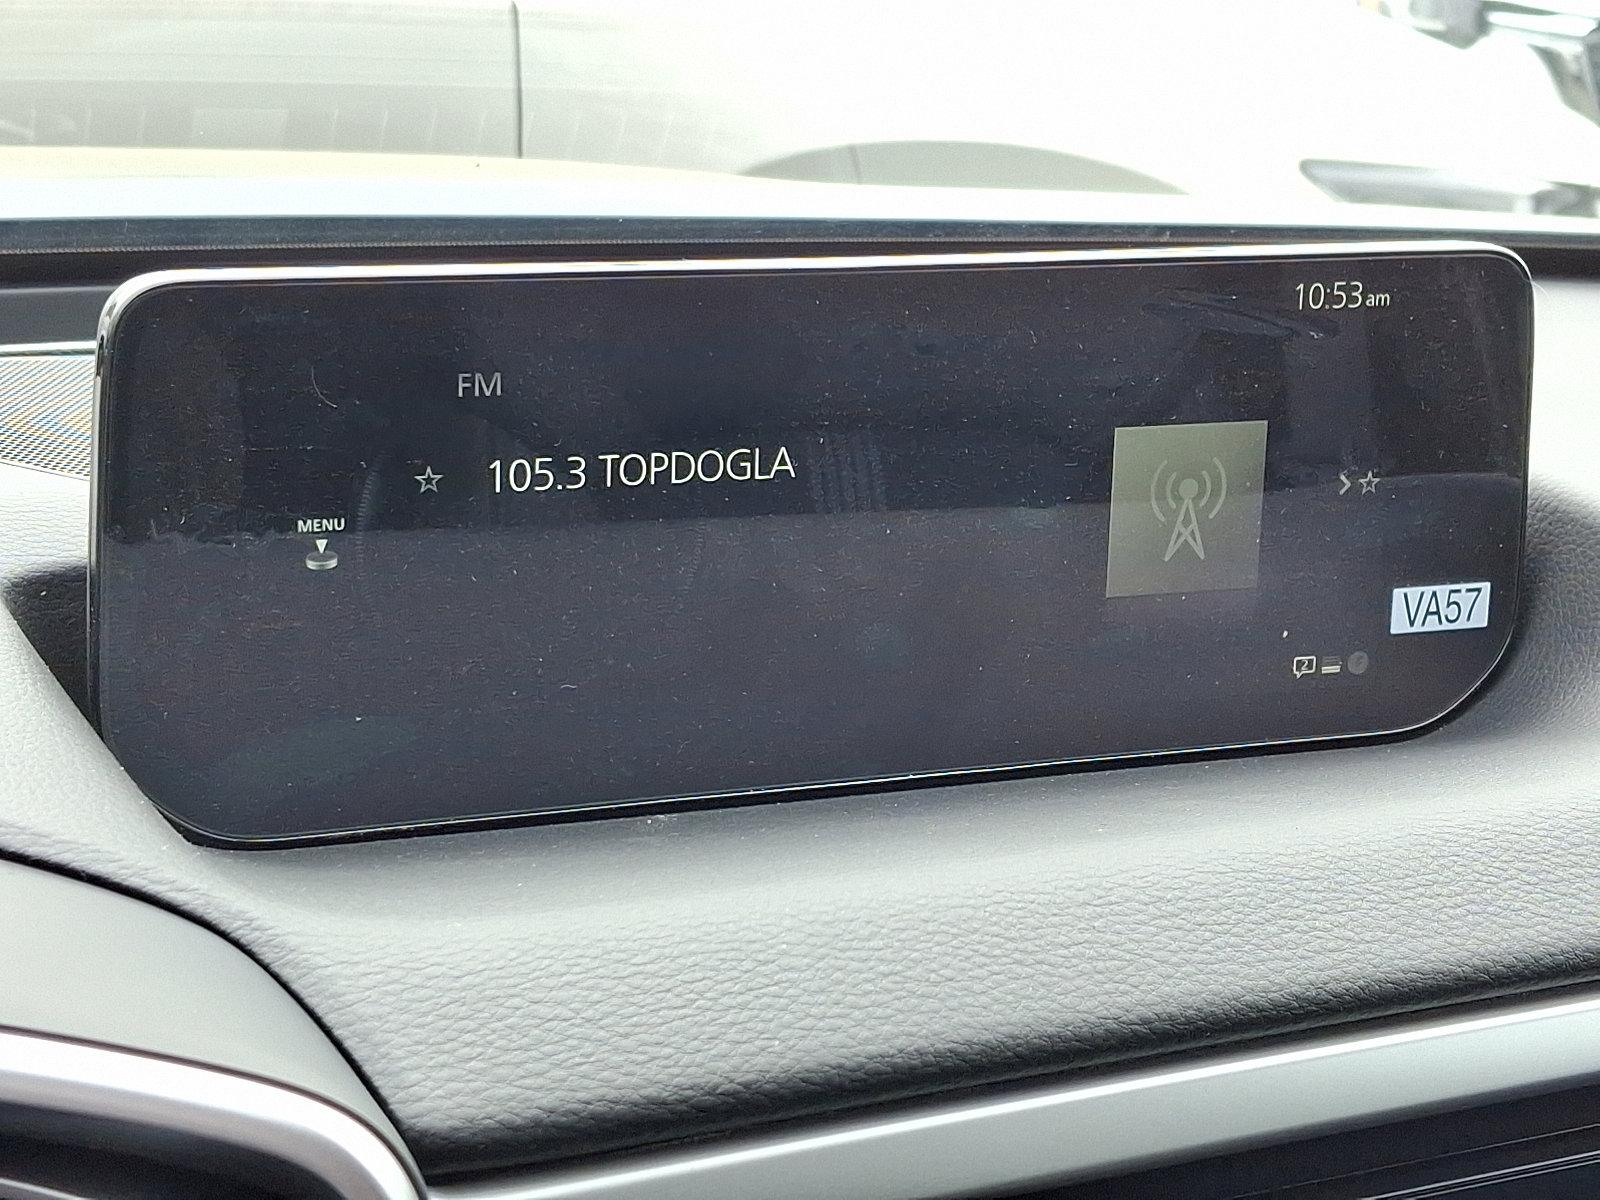 10:53am
FM
105.3 TOPDOGLA
MENU
VA57
2